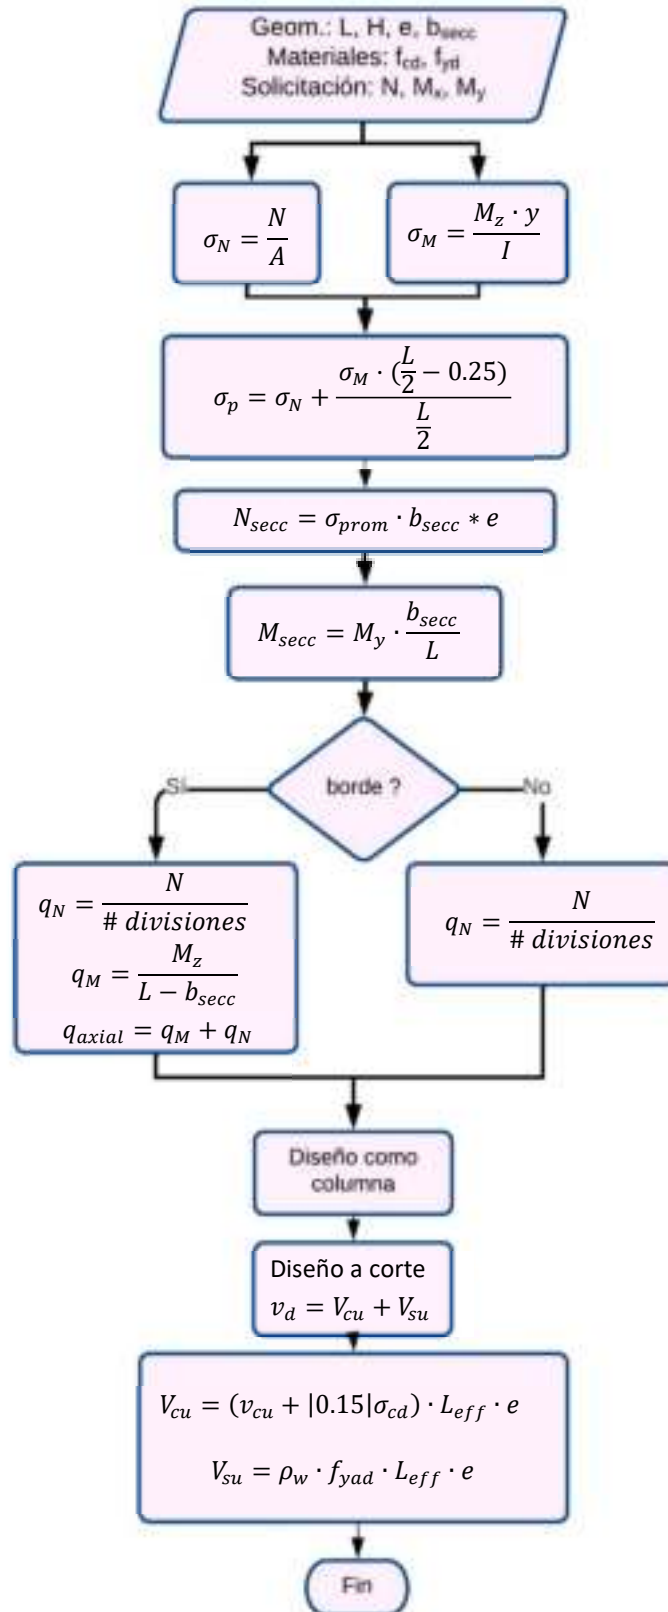 Geom.: L, H, e, b_secc
Materiales: f_cd, f_yd
Solicitación: N, M_x, M_y
σ_N = N/A
σ_M = (M_z · y)/I
σ_p = σ_N + (σ_M · (L/2 − 0.25))/(L/2)
N_secc = σ_prom · b_secc * e
M_secc = M_y · b_secc/L
borde ?
Sí
No
q_N = N/(# divisiones)
q_M = M_z/(L − b_secc)
q_axial = q_M + q_N
q_N = N/(# divisiones)
Diseño como
columna
Diseño a corte
v_d = V_cu + V_su
V_cu = (v_cu + |0.15|σ_cd) · L_eff · e
V_su = ρ_w · f_yad · L_eff · e
Fin